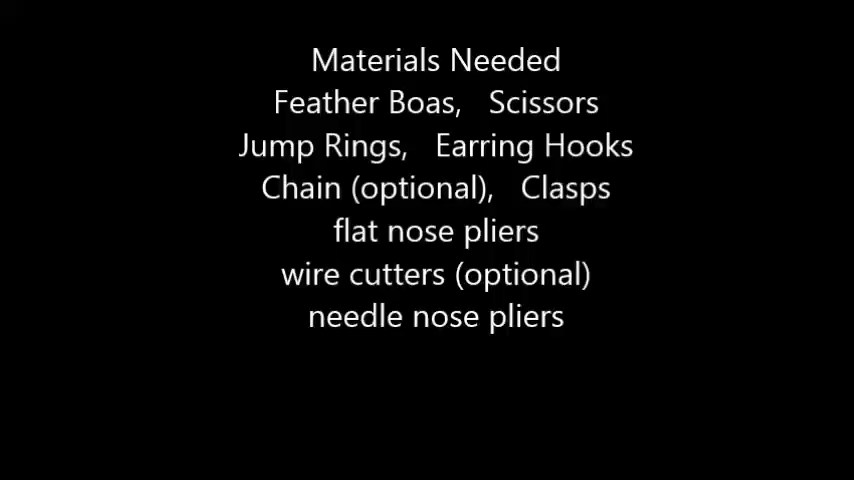 Materials Needed
Feather Boas,   Scissors
Jump Rings,   Earring Hooks
Chain (optional),   Clasps
flat nose pliers
wire cutters (optional)
needle nose pliers